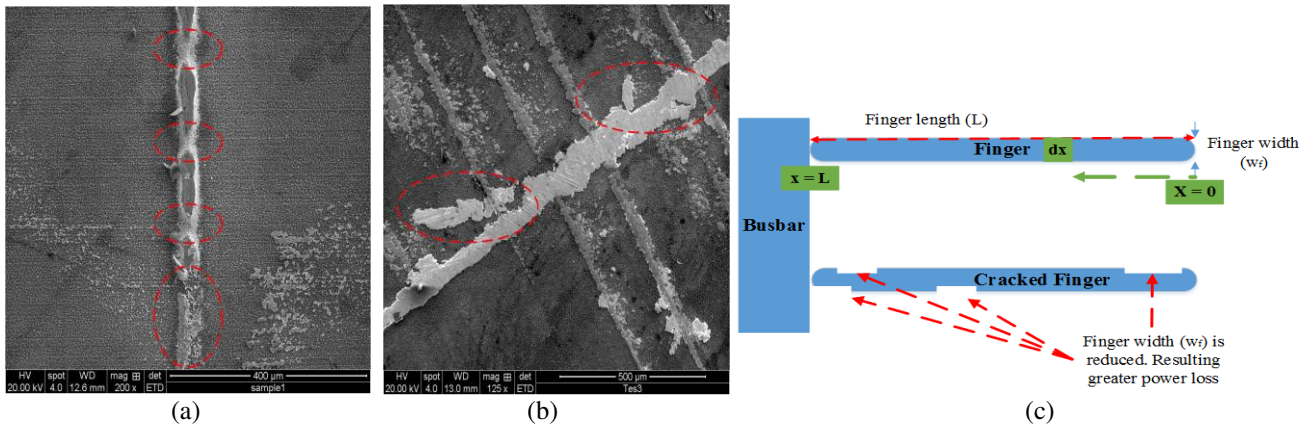 HV spot WD mag ⊞ det 400 µm
20.00 kV 4.0 12.6 mm 200 x ETD sample1
(a)
HV spot WD mag ⊞ det 500 µm
20.00 kV 4.0 13.0 mm 125 x ETD Tes3
(b)
Finger length (L)
Finger dx
Finger width
(wf)
x = L
X = 0
Busbar
Cracked Finger
Finger width (wf) is
reduced. Resulting
greater power loss
(c)